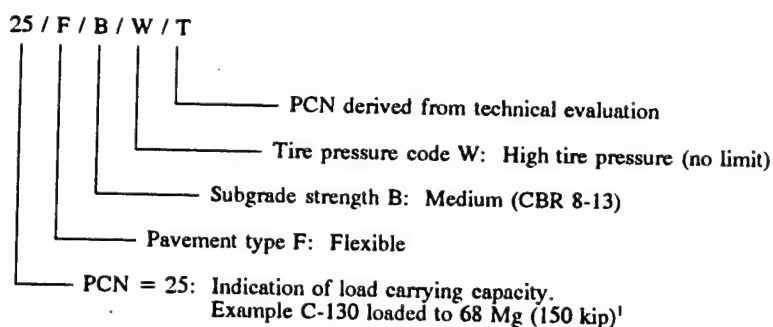 25 / F / B / W / T
PCN derived from technical evaluation
Tire pressure code W: High tire pressure (no limit)
Subgrade strength B: Medium (CBR 8-13)
Pavement type F: Flexible
PCN = 25: Indication of load carrying capacity.
Example C-130 loaded to 68 Mg (150 kip)¹